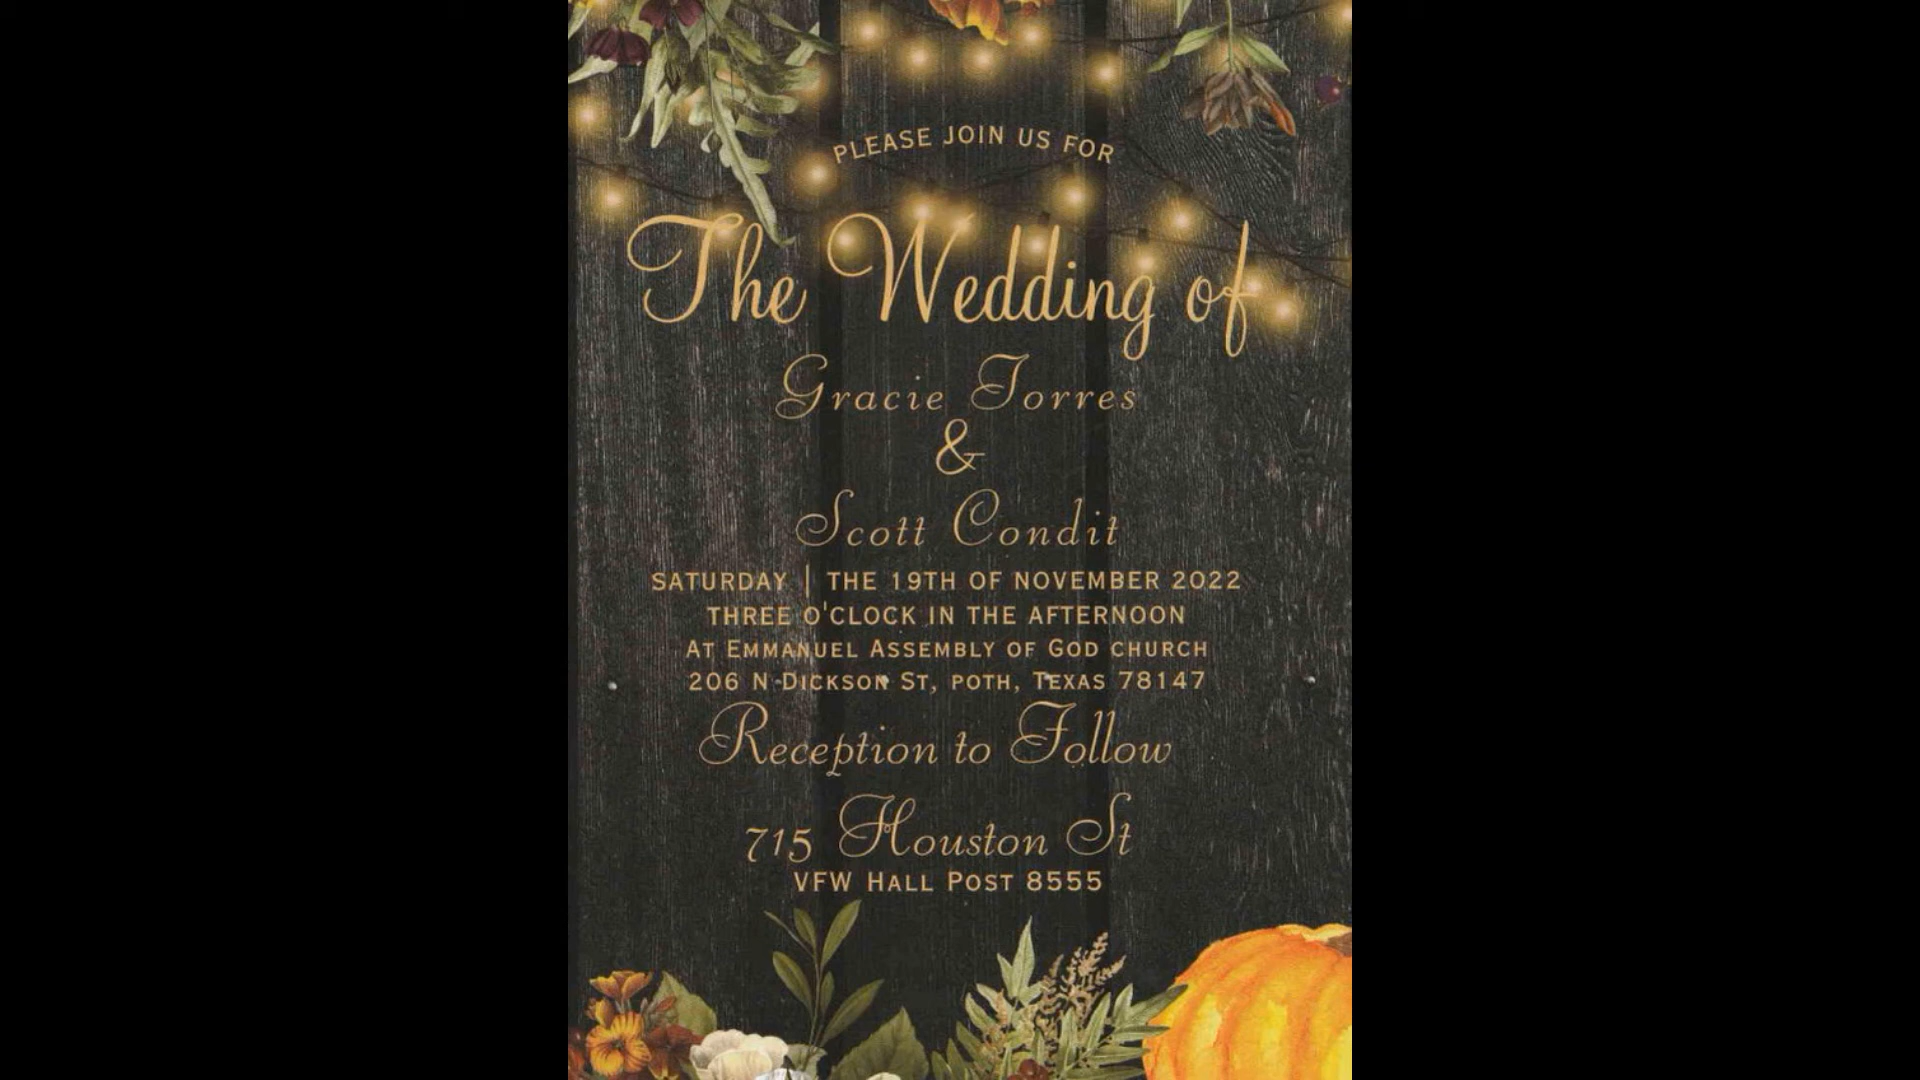 PLEASE JOIN US FOR
The Wedding of
Gracie Torres
&
Scott Condit
SATURDAY | THE 19TH OF NOVEMBER 2022
THREE O'CLOCK IN THE AFTERNOON
AT EMMANUEL ASSEMBLY OF GOD CHURCH
206 N DICKSON ST, POTH, TEXAS 78147
Reception to Follow
715 Houston St
VFW HALL POST 8555